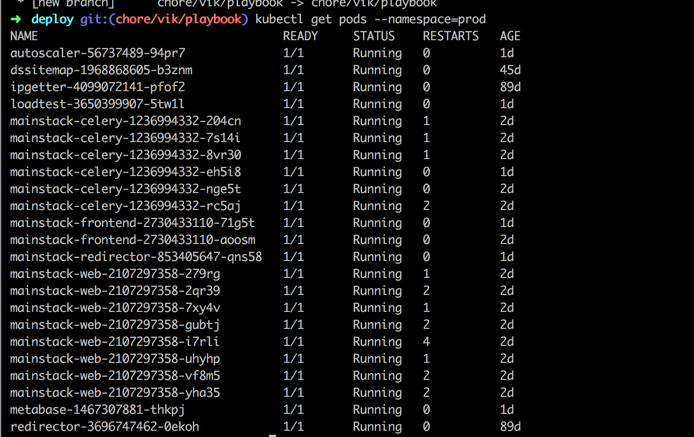 * [new branch]      chore/vik/playbook -> chore/vik/playbook
➜  deploy git:(chore/vik/playbook) kubectl get pods --namespace=prod
NAME                                    READY     STATUS    RESTARTS   AGE
autoscaler-56737489-94pr7               1/1       Running   0          1d
dssitemap-1968868605-b3znm              1/1       Running   0          45d
ipgetter-4099072141-pfof2               1/1       Running   0          89d
loadtest-3650399907-5tw1l               1/1       Running   0          1d
mainstack-celery-1236994332-204cn       1/1       Running   1          2d
mainstack-celery-1236994332-7s14i       1/1       Running   1          2d
mainstack-celery-1236994332-8vr30       1/1       Running   1          2d
mainstack-celery-1236994332-eh5i8       1/1       Running   0          1d
mainstack-celery-1236994332-nge5t       1/1       Running   0          2d
mainstack-celery-1236994332-rc5aj       1/1       Running   2          2d
mainstack-frontend-2730433110-71g5t     1/1       Running   0          1d
mainstack-frontend-2730433110-aoosm     1/1       Running   0          2d
mainstack-redirector-853405647-qns58    1/1       Running   0          1d
mainstack-web-2107297358-279rg          1/1       Running   1          2d
mainstack-web-2107297358-2qr39          1/1       Running   2          2d
mainstack-web-2107297358-7xy4v          1/1       Running   1          2d
mainstack-web-2107297358-gubtj          1/1       Running   2          2d
mainstack-web-2107297358-i7rli          1/1       Running   4          2d
mainstack-web-2107297358-uhyhp          1/1       Running   1          2d
mainstack-web-2107297358-vf8m5          1/1       Running   2          2d
mainstack-web-2107297358-yha35          1/1       Running   2          2d
metabase-1467307881-thkpj               1/1       Running   0          1d
redirector-3696747462-0ekoh             1/1       Running   0          89d